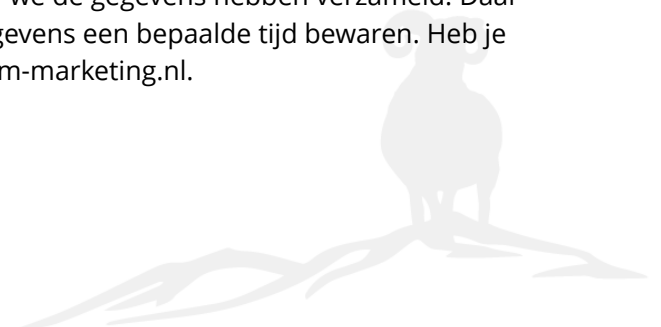 we de gegevens hebben verzameld. Daar
gevens een bepaalde tijd bewaren. Heb je
m-marketing.nl.